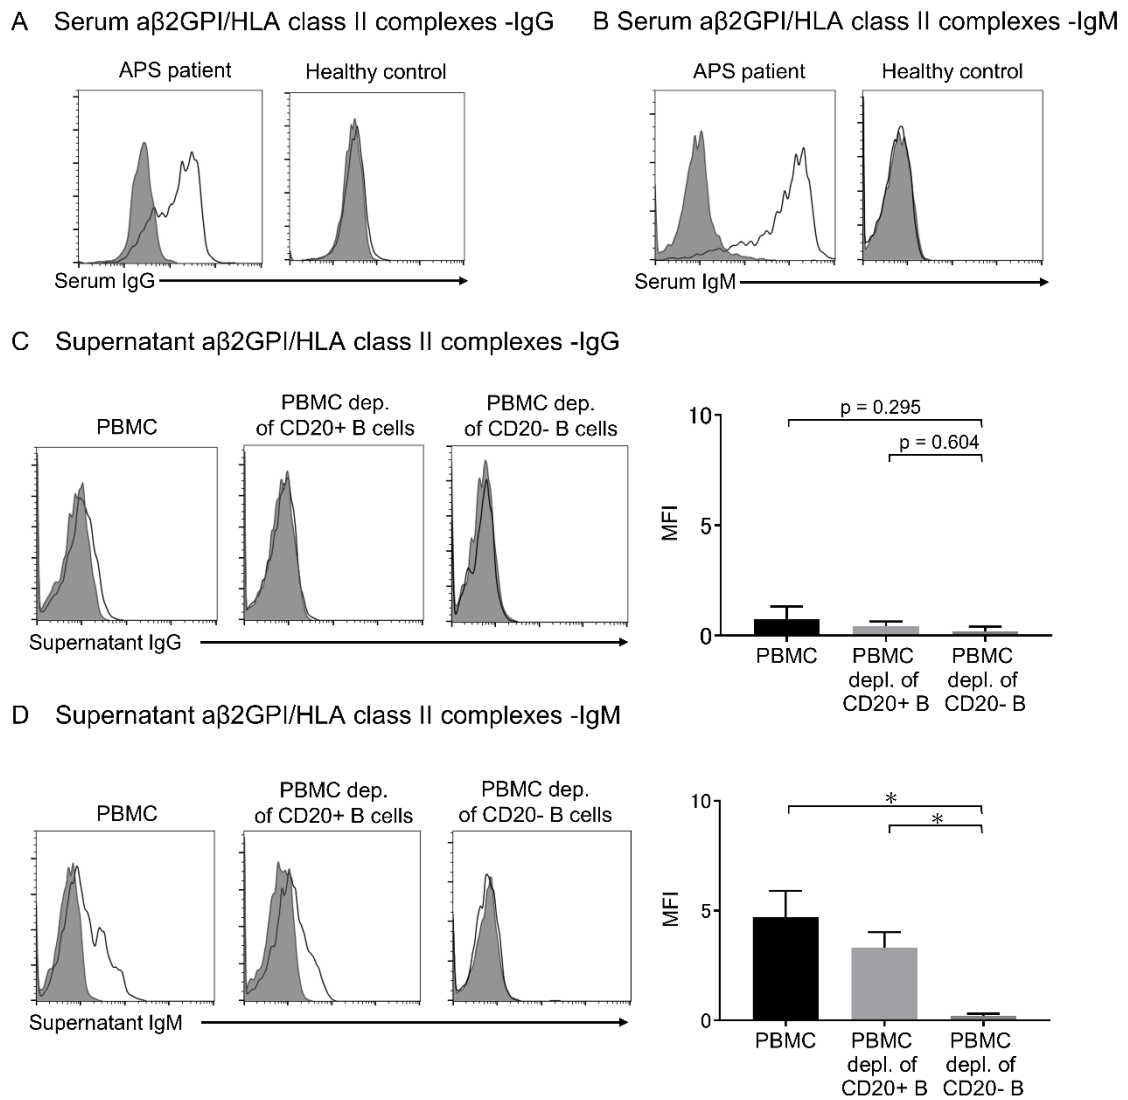 A Serum aβ2GPI/HLA class II complexes -IgG
B Serum aβ2GPI/HLA class II complexes -IgM
APS patient
Healthy control
APS patient
Healthy control
Serum IgG
Serum IgM
C Supernatant aβ2GPI/HLA class II complexes -IgG
PBMC
PBMC dep.
of CD20+ B cells
PBMC dep.
of CD20- B cells
Supernatant IgG
10
5
0
MFI
p = 0.295
p = 0.604
PBMC
PBMC
depl. of
CD20+ B
PBMC
depl. of
CD20- B
D Supernatant aβ2GPI/HLA class II complexes -IgM
PBMC
PBMC dep.
of CD20+ B cells
PBMC dep.
of CD20- B cells
Supernatant IgM
10
5
0
MFI
*
*
PBMC
PBMC
depl. of
CD20+ B
PBMC
depl. of
CD20- B